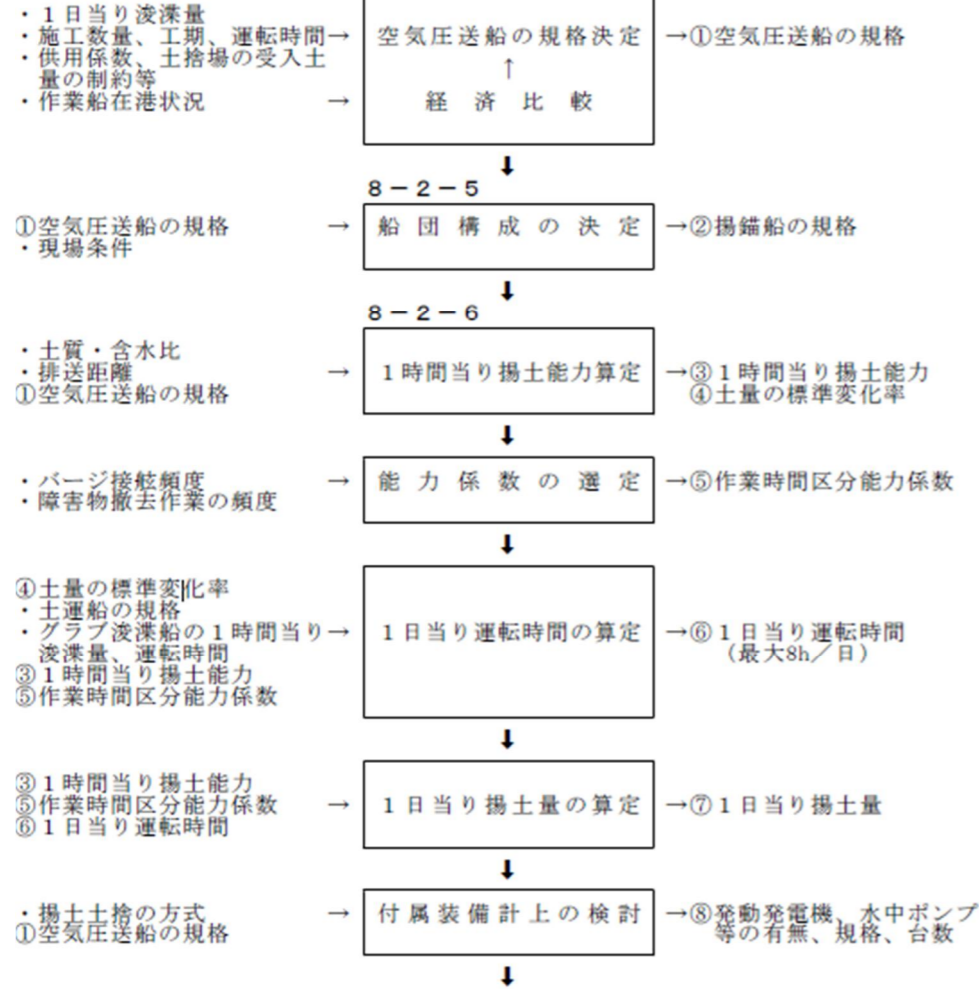 ・１日当り浚渫量
・施工数量、工期、運転時間→ 空気圧送船の規格決定 →①空気圧送船の規格
・供用係数、土捨場の受入土
量の制約等 ↑
・作業船在港状況 → 経済比較
⬇
８－２－５
①空気圧送船の規格 → 船団構成の決定 →②揚錨船の規格
・現場条件
⬇
８－２－６
・土質・含水比
・排送距離 → １時間当り揚土能力算定 →③１時間当り揚土能力
①空気圧送船の規格 ④土量の標準変化率
⬇
・バージ接舷頻度 → 能力係数の選定 →⑤作業時間区分能力係数
・障害物撤去作業の頻度
⬇
④土量の標準変化率
・土運船の規格
・グラブ浚渫船の１時間当り→ １日当り運転時間の算定 →⑥１日当り運転時間
浚渫量、運転時間 （最大8h／日）
③１時間当り揚土能力
⑤作業時間区分能力係数
⬇
③１時間当り揚土能力
⑤作業時間区分能力係数 → １日当り揚土量の算定 →⑦１日当り揚土量
⑥１日当り運転時間
⬇
・揚土土捨の方式 → 付属装備計上の検討 →⑧発動発電機、水中ポンプ
①空気圧送船の規格 等の有無、規格、台数
⬇